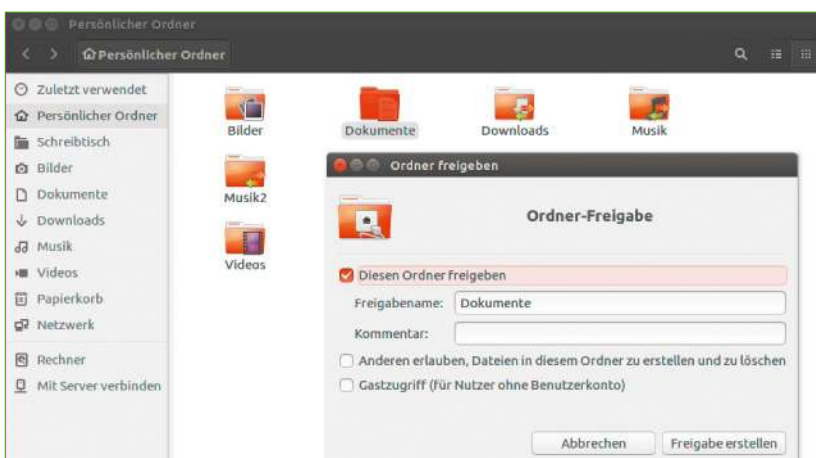 Persönlicher Ordner
Persönlicher Ordner
Zuletzt verwendet
Persönlicher Ordner
Schreibtisch
Bilder
Dokumente
Downloads
Musik
Videos
Papierkorb
Netzwerk
Rechner
Mit Server verbinden
Bilder
Dokumente
Downloads
Musik
Musik2
Videos
Ordner freigeben
Ordner-Freigabe
Diesen Ordner freigeben
Freigabename: Dokumente
Kommentar:
Anderen erlauben, Dateien in diesem Ordner zu erstellen und zu löschen
Gastzugriff (für Nutzer ohne Benutzerkonto)
Abbrechen Freigabe erstellen